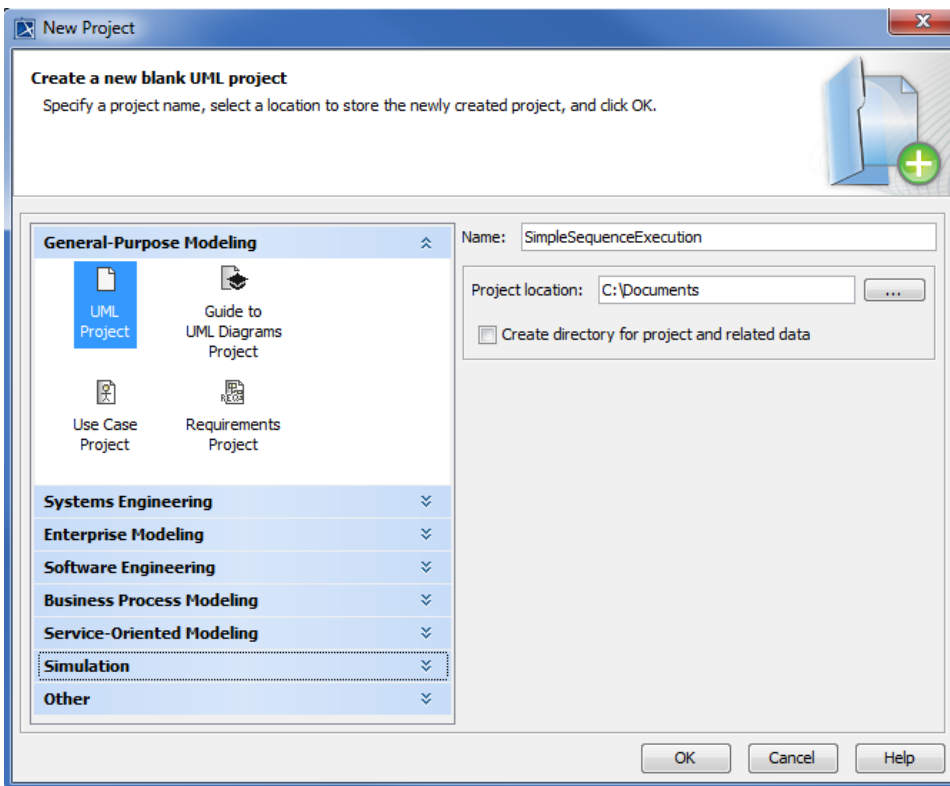 New Project
Create a new blank UML project
Specify a project name, select a location to store the newly created project, and click OK.
General-Purpose Modeling
UML
Project
Guide to
UML Diagrams
Project
Use Case
Project
REQS
Requirements
Project
Systems Engineering
Enterprise Modeling
Software Engineering
Business Process Modeling
Service-Oriented Modeling
Simulation
Other
Name: SimpleSequenceExecution
Project location: C:\Documents ...
Create directory for project and related data
OK Cancel Help